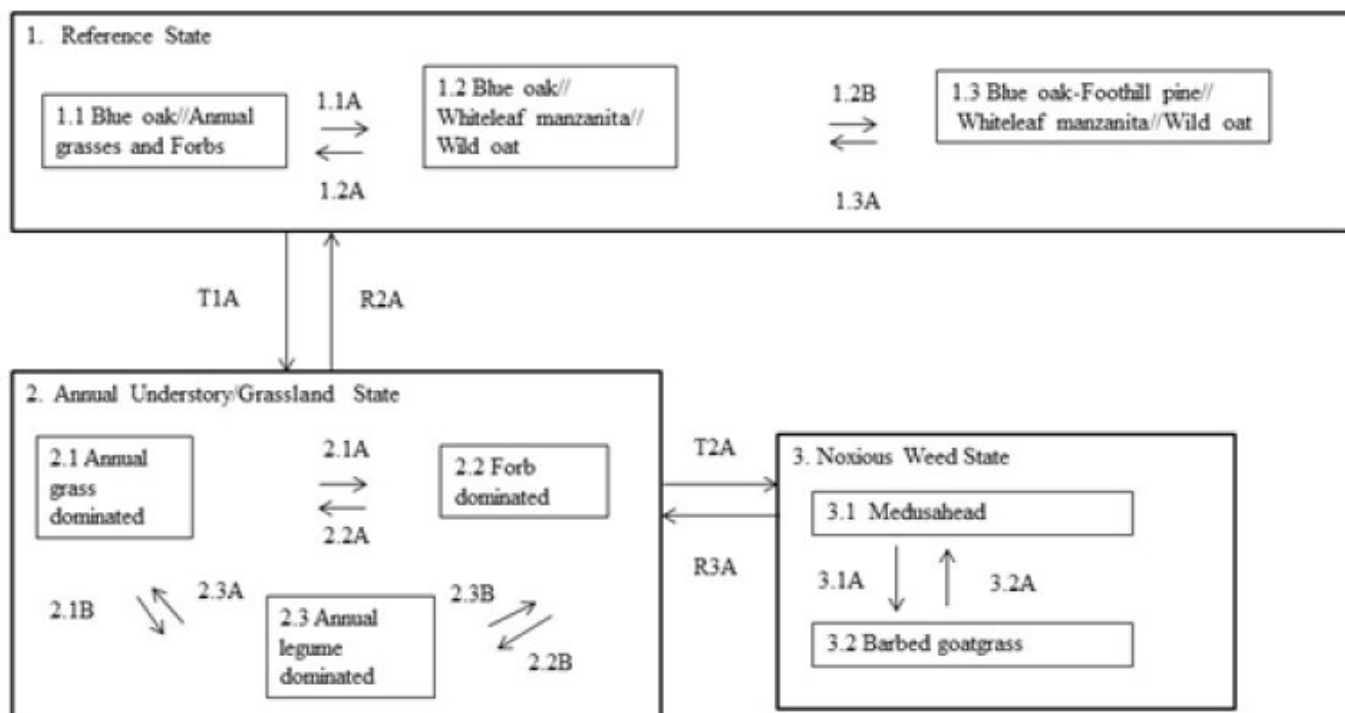 1. Reference State
1.1 Blue oak//Annual
grasses and Forbs
1.1A
1.2A
1.2 Blue oak//
Whiteleaf manzanita//
Wild oat
1.2B
1.3A
1.3 Blue oak-Foothill pine//
Whiteleaf manzanita//Wild oat
T1A
R2A
2. Annual Understory/Grassland State
2.1 Annual
grass
dominated
2.1A
2.2A
2.2 Forb
dominated
2.1B
2.3A
2.3 Annual
legume
dominated
2.3B
2.2B
T2A
R3A
3. Noxious Weed State
3.1 Medusahead
3.1A
3.2A
3.2 Barbed goatgrass